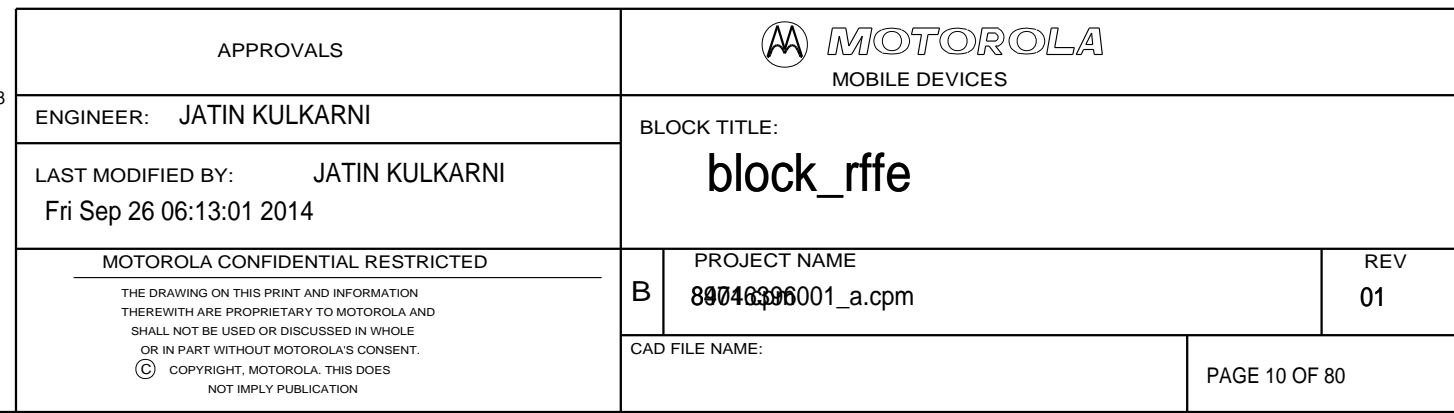 APPROVALS
MOTOROLA
MOBILE DEVICES
ENGINEER: JATIN KULKARNI
BLOCK TITLE:
block_rffe
LAST MODIFIED BY: JATIN KULKARNI
Fri Sep 26 06:13:01 2014
MOTOROLA CONFIDENTIAL RESTRICTED
THE DRAWING ON THIS PRINT AND INFORMATION
THEREWITH ARE PROPRIETARY TO MOTOROLA AND
SHALL NOT BE USED OR DISCUSSED IN WHOLE
OR IN PART WITHOUT MOTOROLA'S CONSENT.
© COPYRIGHT, MOTOROLA. THIS DOES
NOT IMPLY PUBLICATION
B
PROJECT NAME
REV
01
CAD FILE NAME:
PAGE 10 OF 80